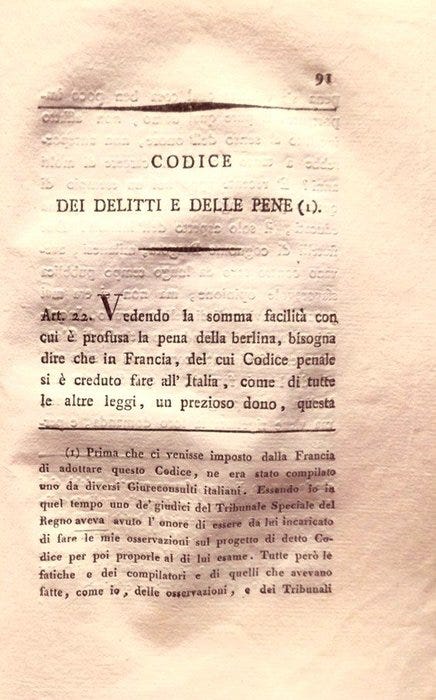 91
CODICE
DEI DELITTI E DELLE PENE (1).
Art. 22. Vedendo la somma facilità con
cui è profusa la pena della berlina, bisogna
dire che in Francia, del cui Codice penale
si è creduto fare all' Italia, come di tutte
le altre leggi, un prezioso dono, questa
(1) Prima che ci venisse imposto dalla Francia
di adottare questo Codice, ne era stato compilato
uno da diversi Giureconsulti italiani. Essendo io in
quel tempo uno de' giudici del Tribunale Speciale del
Regno aveva avuto l' onore di essere da lui incaricato
di fare le mie osservazioni sul progetto di detto Co-
dice per poi proporle al di lui esame. Tutte però le
fatiche e dei compilatori e di quelli che avevano
fatte, come io, delle osservazioni, e dei Tribunali